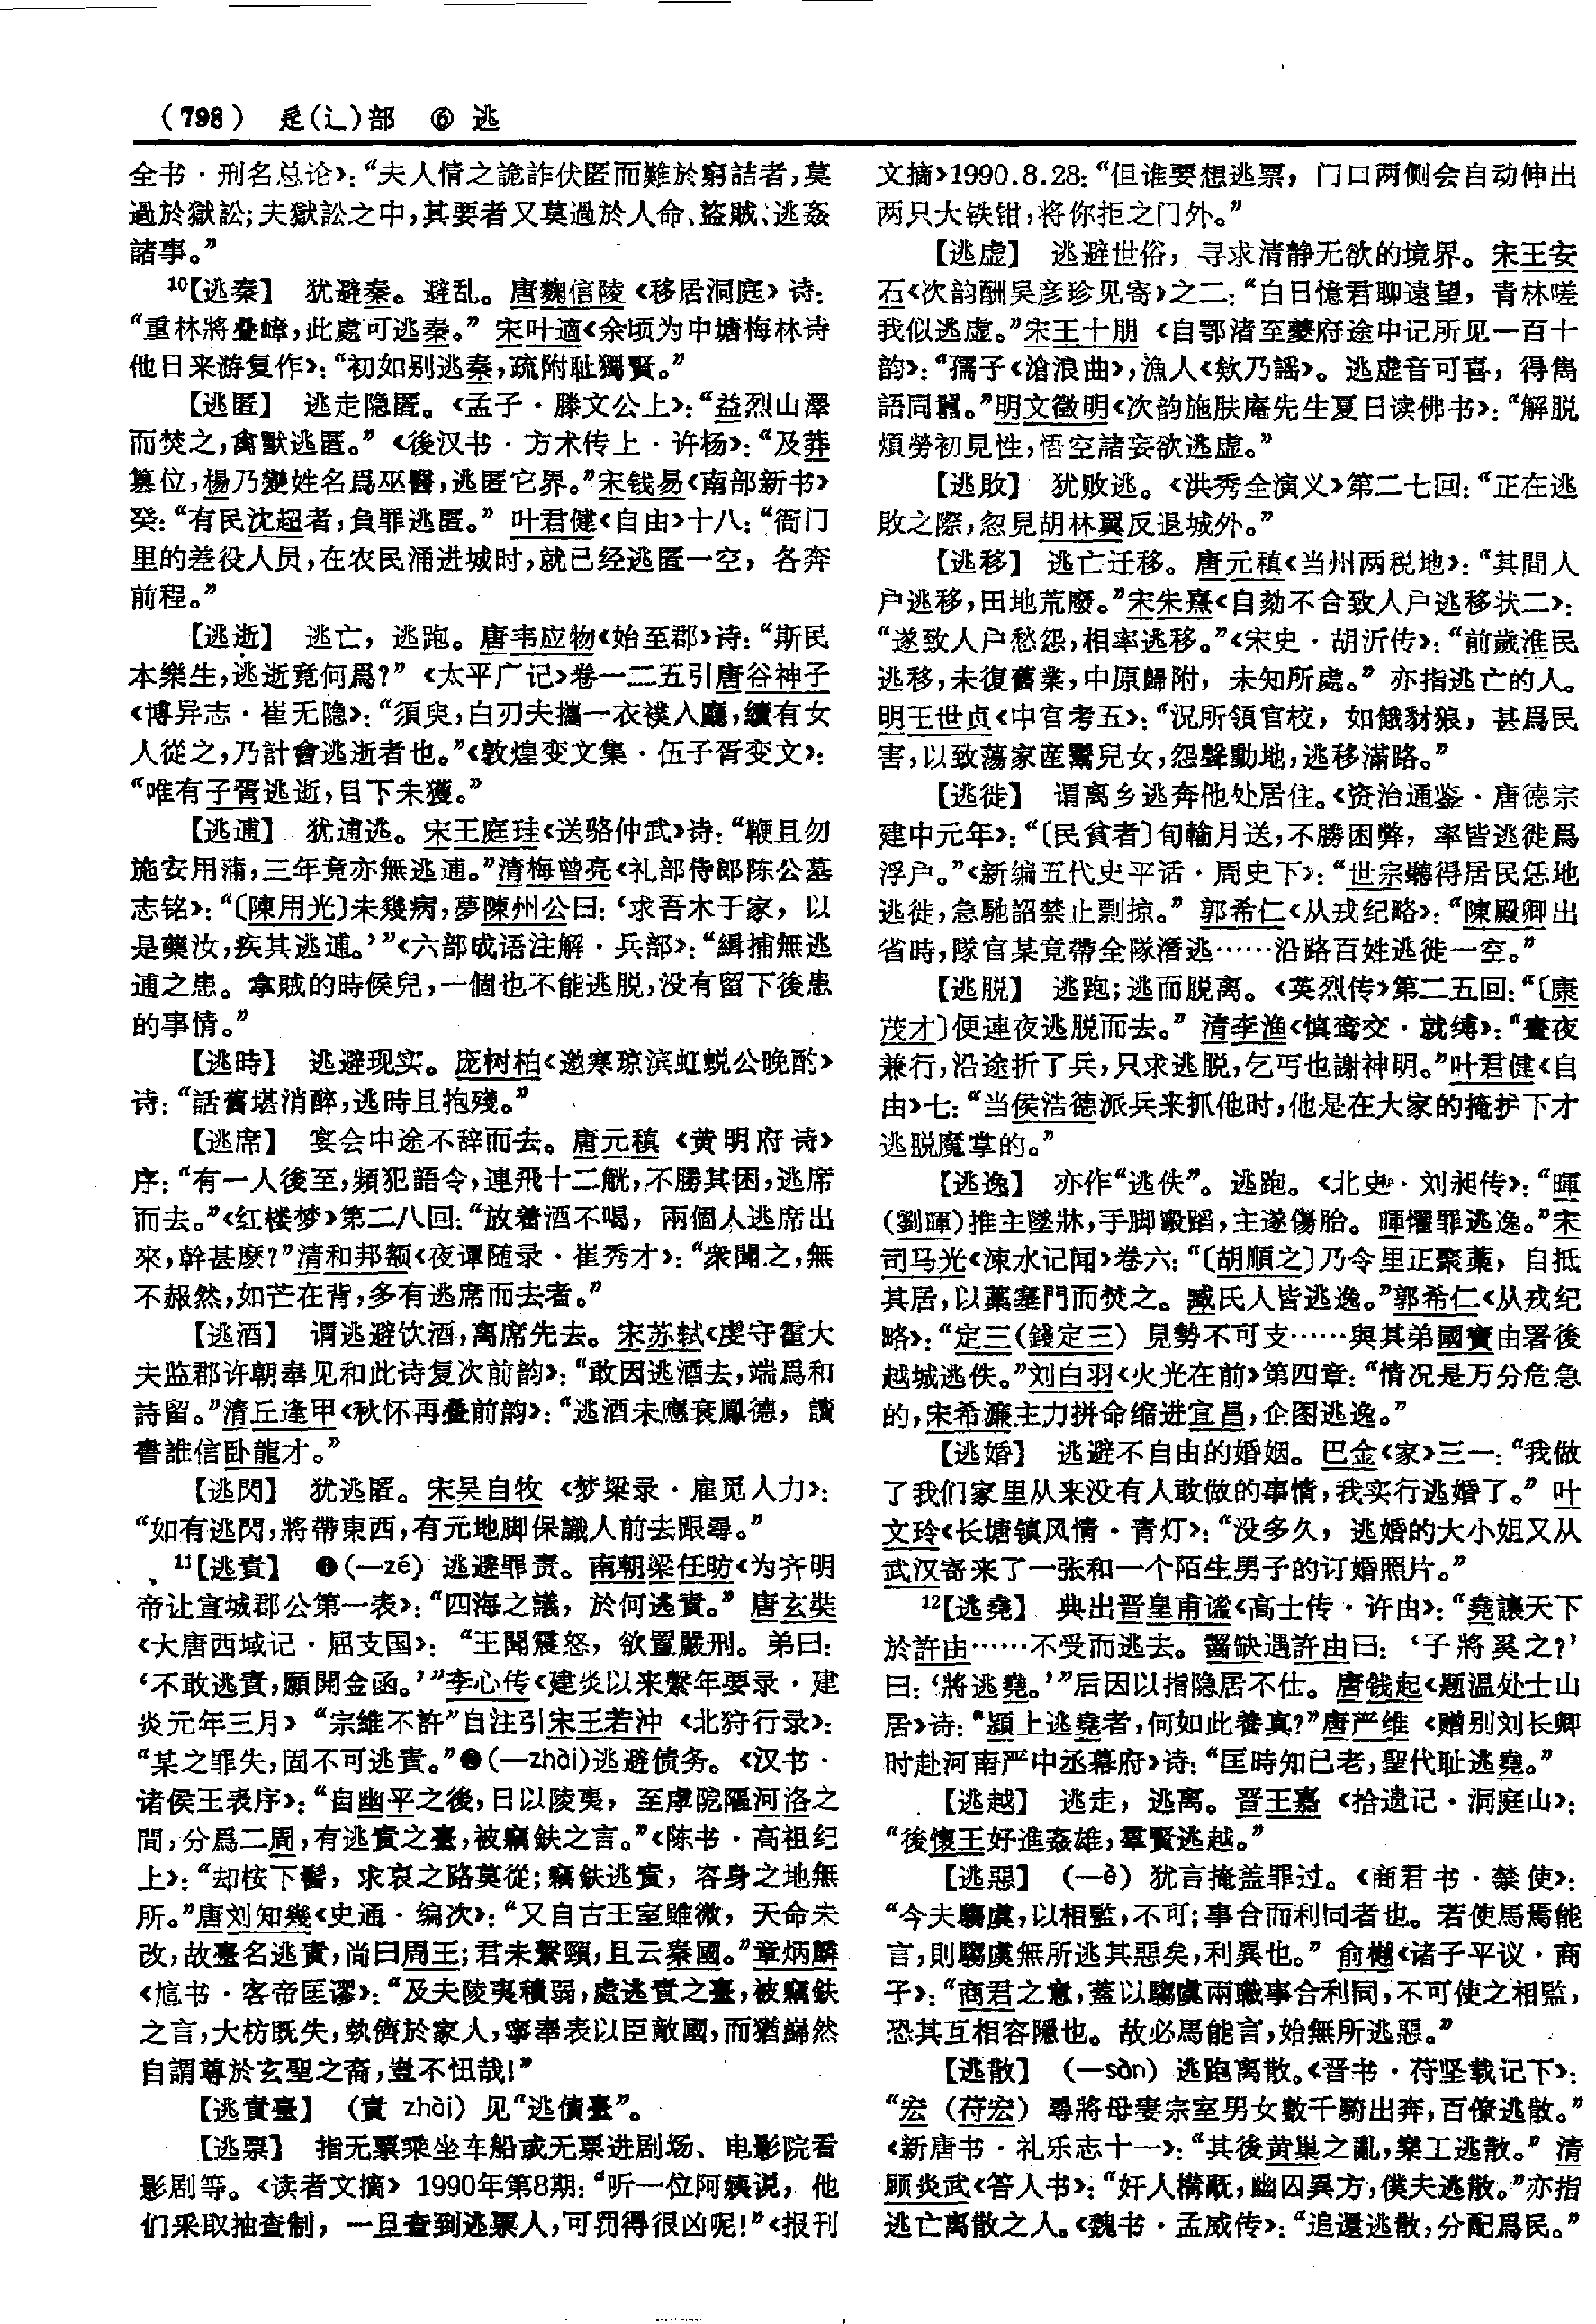 （798） 辵（辶）部 ⑥ 逃
全书·刑名总论》：“夫人情之詭詐伏匿而難於窮詰者，莫
過於獄訟；夫獄訟之中，其要者又莫過於人命、盜賊、逃姦
諸事。”
10【逃秦】 犹避秦。避乱。唐魏信陵《移居洞庭》诗：
“重林將疊嶂，此處可逃秦。” 宋叶適《余顷为中塘梅林诗
他日来游复作》：“初如别逃秦，疏附耻獨賢。”
【逃匿】 逃走隐匿。《孟子·滕文公上》：“益烈山澤
而焚之，禽獸逃匿。” 《後汉书·方术传上·许杨》：“及莽
篡位，楊乃變姓名爲巫醫，逃匿它界。”宋钱易《南部新书》
癸：“有民沈超者，負罪逃匿。” 叶君健《自由》十八：“衙门
里的差役人员，在农民涌进城时，就已经逃匿一空，各奔
前程。”
【逃逝】 逃亡，逃跑。唐韦应物《始至郡》诗：“斯民
本樂生，逃逝竟何爲？” 《太平广记》卷一二五引唐谷神子
《博异志·崔无隐》：“須臾，白刃夫攜一衣襆入廳，續有女
人從之，乃計會逃逝者也。”《敦煌变文集·伍子胥变文》：
“唯有子胥逃逝，目下未獲。”
【逃逋】 犹逋逃。宋王庭珪《送骆仲武》诗：“鞭且勿
施安用蒲，三年竟亦無逃逋。”清梅曾亮《礼部侍郎陈公墓
志铭》：“〔陳用光〕未幾病，夢陳州公曰：‘求吾木于家，以
是藥汝，疾其逃逋。’”《六部成语注解·兵部》：“緝捕無逃
逋之患。拿賊的時候兒，一個也不能逃脱，没有留下後患
的事情。”
【逃時】 逃避现实。庞树柏《邀寒琼滨虹蜕公晚酌》
诗：“話舊堪消醉，逃時且抱殘。”
【逃席】 宴会中途不辞而去。唐元稹《黄明府诗》
序：“有一人後至，頻犯語令，連飛十二觥，不勝其困，逃席
而去。”《红楼梦》第二八回：“放着酒不喝，兩個人逃席出
來，幹甚麽？”清和邦额《夜谭随录·崔秀才》：“衆聞之，無
不赧然，如芒在背，多有逃席而去者。”
【逃酒】 谓逃避饮酒，离席先去。宋苏轼《虔守霍大
夫监郡许朝奉见和此诗复次前韵》：“敢因逃酒去，端爲和
詩留。”清丘逢甲《秋怀再叠前韵》：“逃酒未應衰鳳德，讀
書誰信卧龍才。”
【逃閃】 犹逃匿。宋吴自牧《梦粱录·雇觅人力》：
“如有逃閃，將帶東西，有元地脚保識人前去跟尋。”
11【逃責】 ❶（—zé）逃避罪责。南朝梁任昉《为齐明
帝让宣城郡公第一表》：“四海之議，於何逃責。” 唐玄奘
《大唐西域记·屈支国》：“王聞震怒，欲置嚴刑。弟曰：
‘不敢逃責，願開金函。’”李心传《建炎以来繫年要录·建
炎元年三月》“宗維不許”自注引宋王若沖《北狩行录》：
“某之罪失，固不可逃責。”❷（—zhài）逃避债务。《汉书·
诸侯王表序》：“自幽平之後，日以陵夷，至虖阸𨻳河洛之
間，分爲二周，有逃責之臺，被竊鈇之言。”《陈书·高祖纪
上》：“却桉下髻，求哀之路莫從；竊鈇逃責，容身之地無
所。”唐刘知幾《史通·编次》：“又自古王室雖微，天命未
改，故臺名逃責，尚曰周王；君未繫頸，且云秦國。”章炳麟
《訄书·客帝匡谬》：“及夫陵夷積弱，處逃責之臺，被竊鈇
之言，大枋既失，埶儕於家人，寧奉表以臣敵國，而猶巋然
自謂尊於玄聖之裔，豈不忸哉！”
【逃責臺】 （責 zhài）见“逃債臺”。
【逃票】 指无票乘坐车船或无票进剧场、电影院看
影剧等。《读者文摘》1990年第8期：“听一位阿姨说，他
们采取抽查制，一旦查到逃票人，可罚得很凶呢！”《报刊
文摘》1990.8.28：“但谁要想逃票，门口两侧会自动伸出
两只大铁钳，将你拒之门外。”
【逃虚】 逃避世俗，寻求清静无欲的境界。宋王安
石《次韵酬吴彦珍见寄》之二：“白日憶君聊遠望，青林嗟
我似逃虚。”宋王十朋《自鄂渚至夔府途中记所见一百十
韵》：“孺子《滄浪曲》，漁人《欸乃謡》。逃虚音可喜，得雋
語同嚚。”明文徵明《次韵施肤庵先生夏日读佛书》：“解脱
煩勞初見性，悟空諸妄欲逃虚。”
【逃敗】 犹败逃。《洪秀全演义》第二七回：“正在逃
敗之際，忽見胡林翼反退城外。”
【逃移】 逃亡迁移。唐元稹《当州两税地》：“其間人
户逃移，田地荒廢。”宋朱熹《自劾不合致人户逃移状二》：
“遂致人户愁怨，相率逃移。”《宋史·胡沂传》：“前歲淮民
逃移，未復舊業，中原歸附，未知所處。” 亦指逃亡的人。
明王世贞《中官考五》：“況所領官校，如餓豺狼，甚爲民
害，以致蕩家産鬻兒女，怨聲動地，逃移滿路。”
【逃徙】 谓离乡逃奔他处居住。《资治通鉴·唐德宗
建中元年》：“〔民貧者〕旬輸月送，不勝困弊，率皆逃徙爲
浮户。”《新编五代史平话·周史下》：“世宗聽得居民恁地
逃徙，急馳詔禁止剽掠。” 郭希仁《从戎纪略》：“陳殿卿出
省時，隊官某竟帶全隊潛逃……沿路百姓逃徙一空。”
【逃脱】 逃跑；逃而脱离。《英烈传》第二五回：“〔康
茂才〕便連夜逃脱而去。” 清李渔《慎鸾交·就缚》：“晝夜
兼行，沿途折了兵，只求逃脱，乞丐也謝神明。”叶君健《自
由》七：“当侯浩德派兵来抓他时，他是在大家的掩护下才
逃脱魔掌的。”
【逃逸】 亦作“逃佚”。逃跑。《北史·刘昶传》：“暉
（劉暉）推主墜牀，手脚毆蹈，主遂傷胎。暉懼罪逃逸。”宋
司马光《涑水记闻》卷六：“〔胡順之〕乃令里正聚藁，自抵
其居，以藁塞門而焚之。臧氏人皆逃逸。”郭希仁《从戎纪
略》：“定三（錢定三）見勢不可支……與其弟國寶由署後
越城逃佚。”刘白羽《火光在前》第四章：“情况是万分危急
的，宋希濂主力拼命缩进宜昌，企图逃逸。”
【逃婚】 逃避不自由的婚姻。巴金《家》三一：“我做
了我们家里从来没有人敢做的事情，我实行逃婚了。” 叶
文玲《长塘镇风情·青灯》：“没多久，逃婚的大小姐又从
武汉寄来了一张和一个陌生男子的订婚照片。”
12【逃堯】 典出晋皇甫谧《高士传·许由》：“堯讓天下
於許由……不受而逃去。齧缺遇許由曰：‘子將奚之？’
曰：‘將逃堯。’”后因以指隐居不仕。唐钱起《题温处士山
居》诗：“潁上逃堯者，何如此養真？”唐严维《赠别刘长卿
时赴河南严中丞幕府》诗：“匡時知已老，聖代耻逃堯。”
【逃越】 逃走，逃离。晋王嘉《拾遗记·洞庭山》：
“後懷王好進姦雄，羣賢逃越。”
【逃惡】 （—è）犹言掩盖罪过。《商君书·禁使》：
“今夫騶虞，以相監，不可；事合而利同者也。若使馬焉能
言，則騶虞無所逃其惡矣，利異也。” 俞樾《诸子平议·商
子》：“商君之意，蓋以騶虞兩職事合利同，不可使之相監，
恐其互相容隱也。故必馬能言，始無所逃惡。”
【逃散】 （—sàn）逃跑离散。《晋书·苻坚载记下》：
“宏（苻宏）尋將母妻宗室男女數千騎出奔，百僚逃散。”
《新唐书·礼乐志十一》：“其後黄巢之亂，樂工逃散。” 清
顾炎武《答人书》：“奸人構戤，幽囚異方，僕夫逃散。”亦指
逃亡离散之人。《魏书·孟威传》：“追還逃散，分配爲民。”